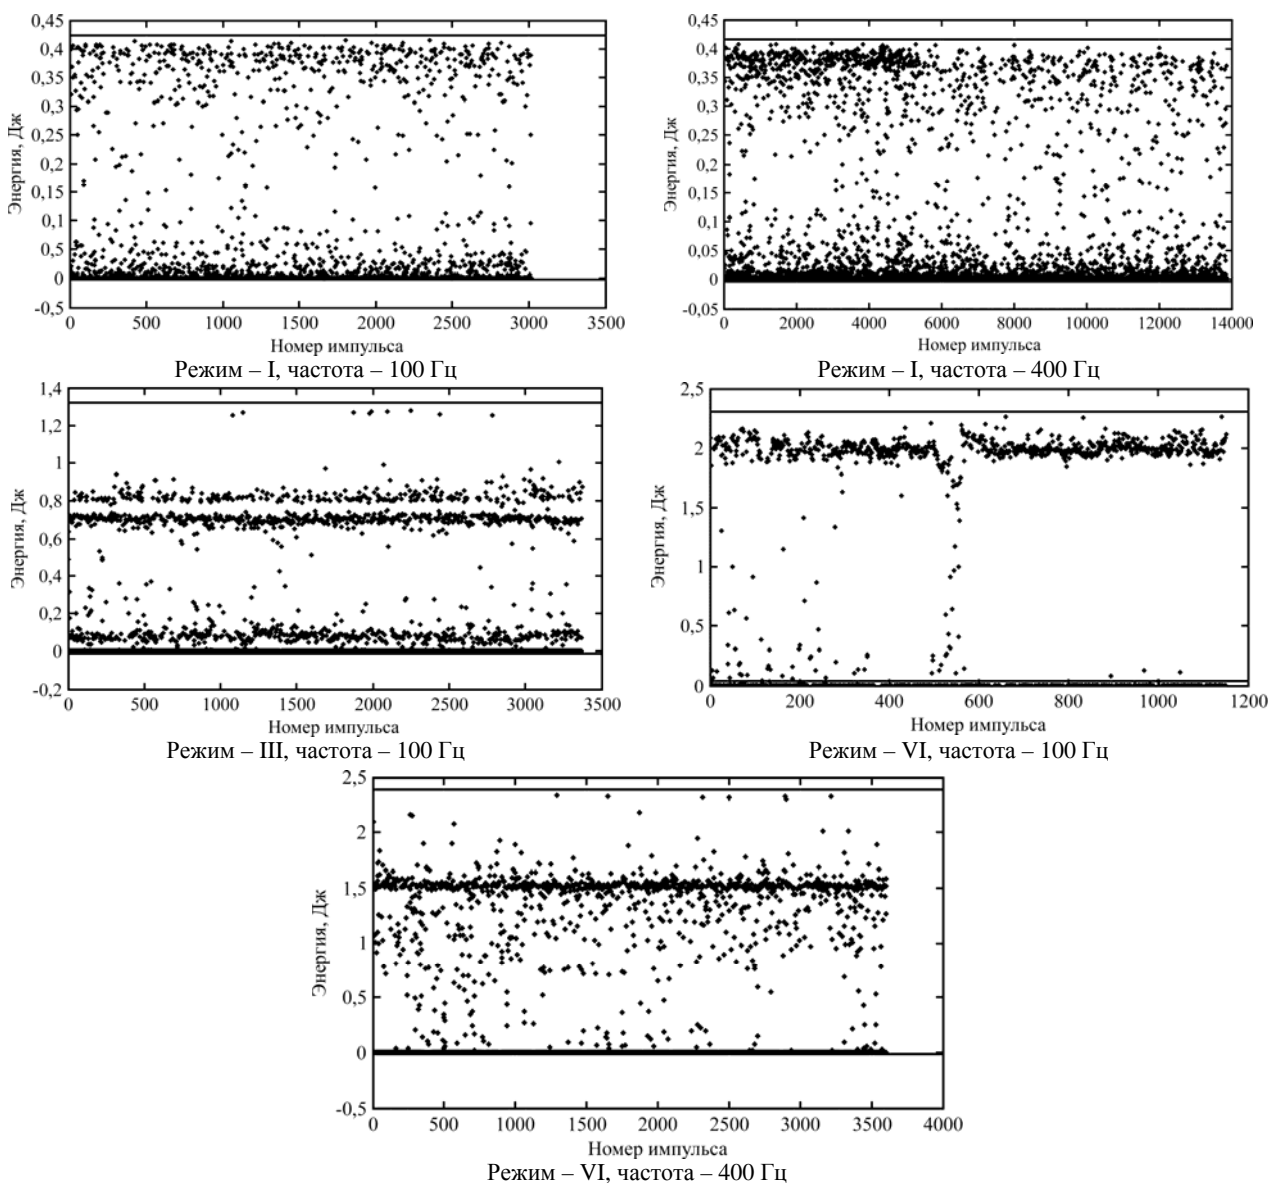 Энергия, Дж
0,45
0,4
0,35
0,3
0,25
0,2
0,15
0,1
0,5
0
-0,5
0 500 1000 1500 2000 2500 3000 3500
Номер импульса
Режим – I, частота – 100 Гц
Энергия, Дж
0,45
0,4
0,35
0,3
0,25
0,2
0,15
0,1
0,05
0
-0,05
0 2000 4000 6000 8000 10000 12000 14000
Номер импульса
Режим – I, частота – 400 Гц
Энергия, Дж
1,4
1,2
1
0,8
0,6
0,4
0,2
0
-0,2
0 500 1000 1500 2000 2500 3000 3500
Номер импульса
Режим – III, частота – 100 Гц
Энергия, Дж
2,5
2
1,5
1
0,5
0
0 200 400 600 800 1000 1200
Номер импульса
Режим – VI, частота – 100 Гц
Энергия, Дж
2,5
2
1,5
1
0,5
0
-0,5
0 500 1000 1500 2000 2500 3000 3500 4000
Номер импульса
Режим – VI, частота – 400 Гц